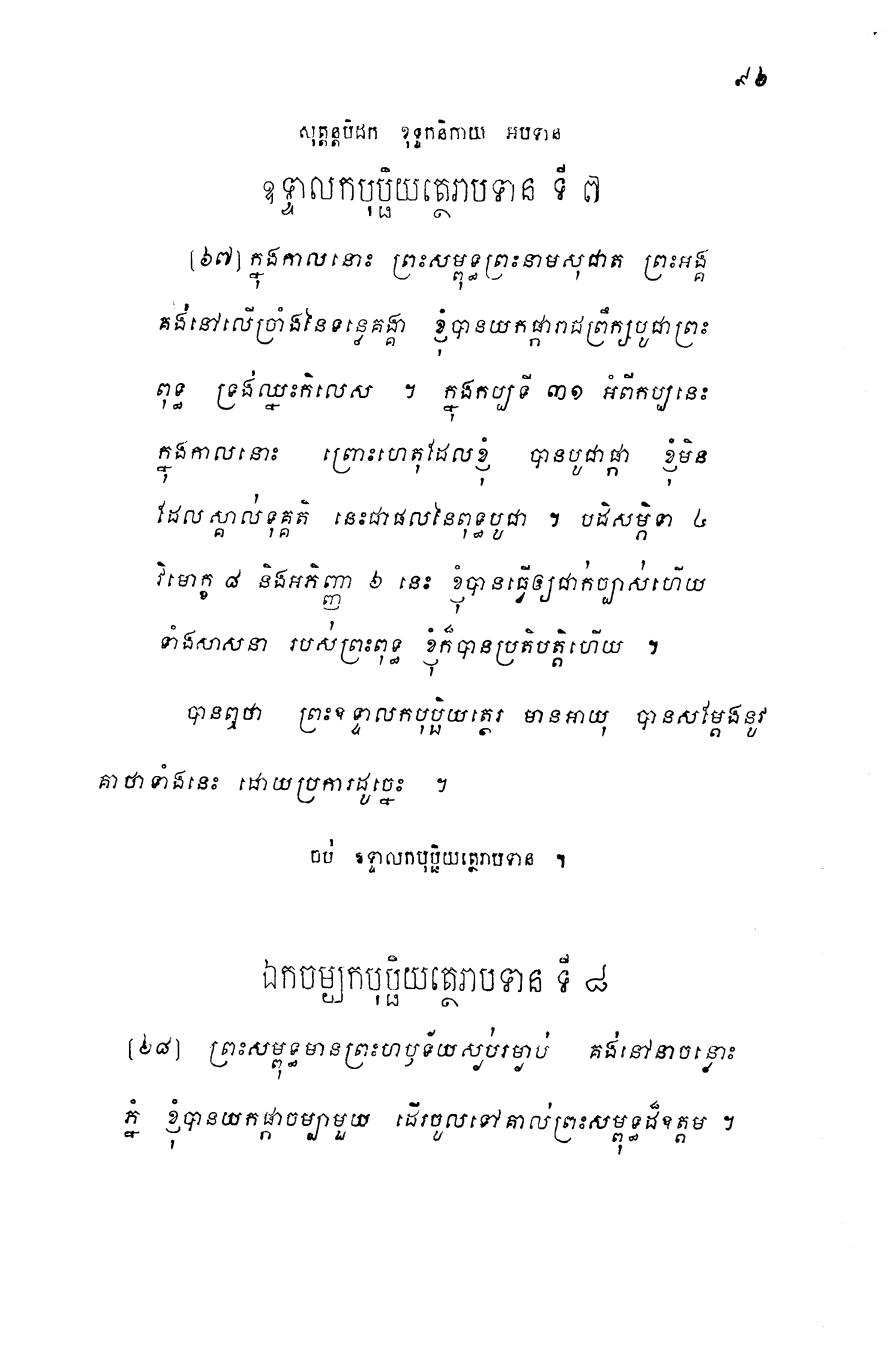 ៩៦
សុត្តន្តបិដក ខុទ្ទកនិកាយ អបទាន
ឧទ្ទាលកបុប្ផិយត្ថេរាបទាន ទី ៧
[៦៧] ក្នុងកាលនោះ ព្រះសម្ពុទ្ធព្រះនាមសុជាត ព្រះអង្គ
គង់នៅលើច្រាំងនៃទន្លេគង្គា ខ្ញុំបានយកផ្ការាជព្រឹក្សបូជាព្រះ
ពុទ្ធ ទ្រង់ឈ្នះកិលេស ។ ក្នុងកប្បទី ៣១ អំពីកប្បនេះ
ក្នុងកាលនោះ ព្រោះហេតុដែលខ្ញុំ បានបូជាផ្កា ខ្ញុំមិន
ដែលស្គាល់ទុគ្គតិ នេះជាផលនៃពុទ្ធបូជា ។ បដិសម្ភិទា ៤
វិមោក្ខ ៨ និងអភិញ្ញា ៦ នេះ ខ្ញុំបានធ្វើឲ្យជាក់ច្បាស់ហើយ
ទាំងសាសនា របស់ព្រះពុទ្ធ ខ្ញុំក៏បានប្រតិបត្តិហើយ ។
បានឮថា ព្រះឧទ្ទាលកបុប្ផិយត្ថេរ មានអាយុ បានសម្តែងនូវ
គាថាទាំងនេះ ដោយប្រការដូច្នេះ ។
ចប់ ឧទ្ទាលកបុប្ផិយត្ថេរាបទាន ។
ឯកចម្បកបុប្ផិយត្ថេរាបទាន ទី ៨
[៦៨] ព្រះសម្ពុទ្ធមានព្រះហឫទ័យស្ងប់រម្ងាប់ គង់នៅនាចន្លោះ
ភ្នំ ខ្ញុំបានយកផ្កាចម្បាមួយ ដើរចូលទៅគាល់ព្រះសម្ពុទ្ធដ៏ឧត្តម ។